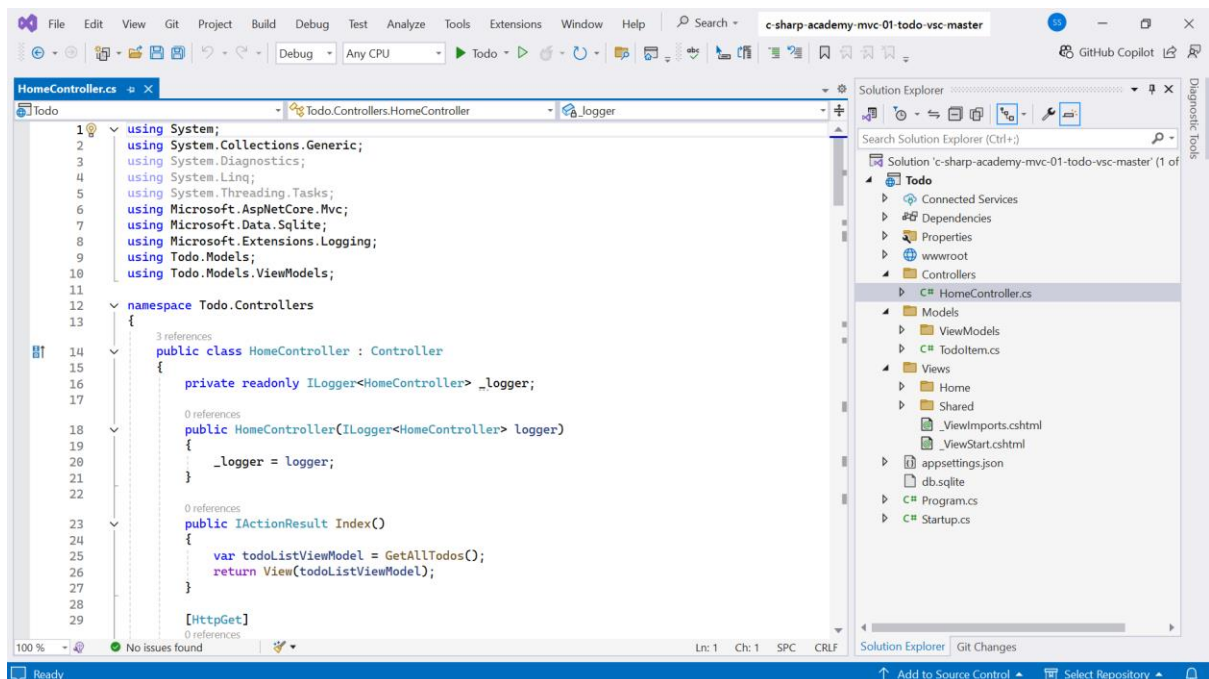 File Edit View Git Project Build Debug Test Analyze Tools Extensions Window Help Search c-sharp-academy-mvc-01-todo-vsc-master SS
Debug Any CPU Todo GitHub Copilot
HomeController.cs
Todo Todo.Controllers.HomeController _logger
1 using System;
2 using System.Collections.Generic;
3 using System.Diagnostics;
4 using System.Linq;
5 using System.Threading.Tasks;
6 using Microsoft.AspNetCore.Mvc;
7 using Microsoft.Data.Sqlite;
8 using Microsoft.Extensions.Logging;
9 using Todo.Models;
10 using Todo.Models.ViewModels;
11
12 namespace Todo.Controllers
13 {
3 references
14 public class HomeController : Controller
15 {
16 private readonly ILogger<HomeController> _logger;
17
0 references
18 public HomeController(ILogger<HomeController> logger)
19 {
20 _logger = logger;
21 }
22
0 references
23 public IActionResult Index()
24 {
25 var todoListViewModel = GetAllTodos();
26 return View(todoListViewModel);
27 }
28
29 [HttpGet]
0 references
100 % No issues found Ln: 1 Ch: 1 SPC CRLF
Solution Explorer
Search Solution Explorer (Ctrl+;)
Solution 'c-sharp-academy-mvc-01-todo-vsc-master' (1 of
Todo
Connected Services
Dependencies
Properties
wwwroot
Controllers
C# HomeController.cs
Models
ViewModels
C# TodoItem.cs
Views
Home
Shared
_ViewImports.cshtml
_ViewStart.cshtml
appsettings.json
db.sqlite
C# Program.cs
C# Startup.cs
Solution Explorer Git Changes
Diagnostic Tools
Ready Add to Source Control Select Repository